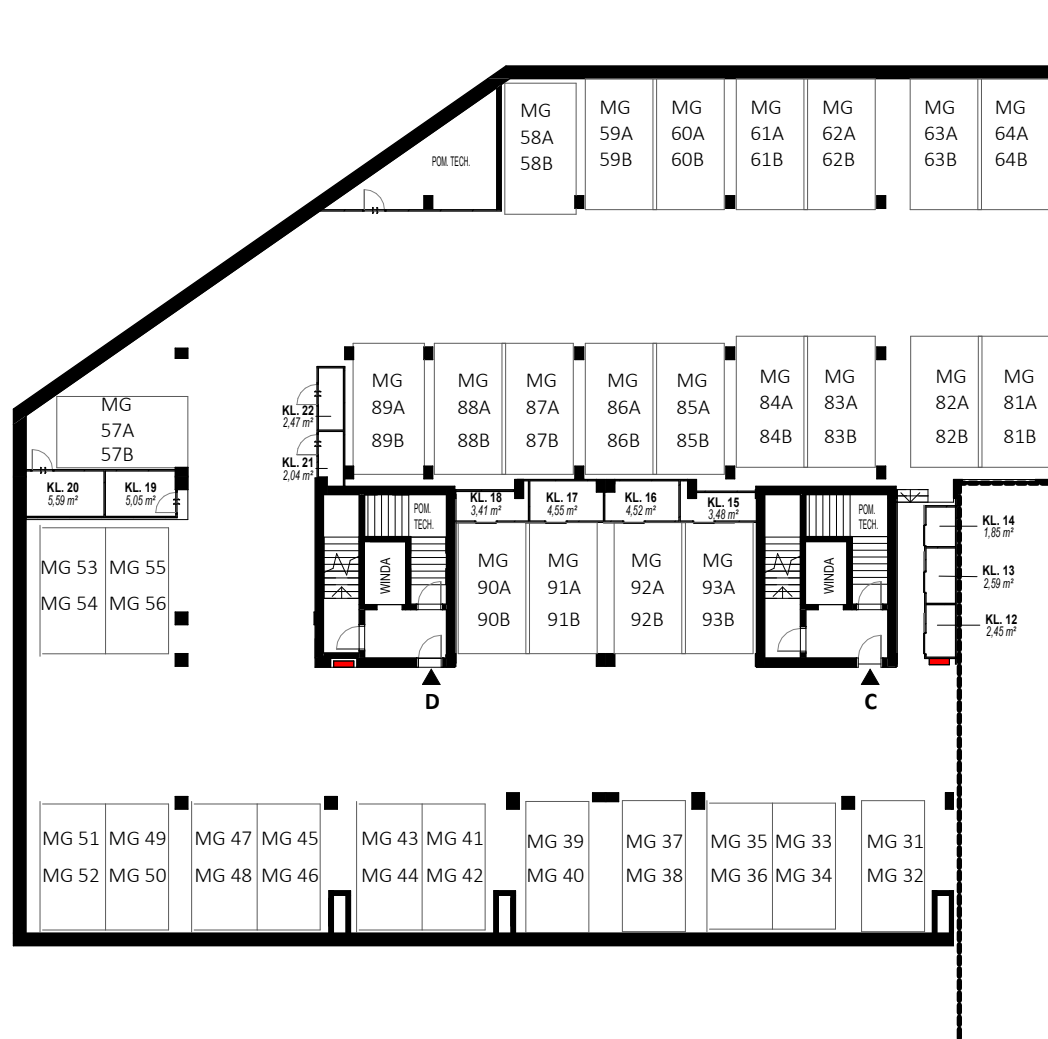 MG
58A
58B
MG
59A
59B
MG
60A
60B
MG
61A
61B
MG
62A
62B
MG
63A
63B
MG
64A
64B
POM. TECH.
MG
57A
57B
KL. 22
2,47 m²
KL. 21
2,04 m²
MG
89A
89B
MG
88A
88B
MG
87A
87B
MG
86A
86B
MG
85A
85B
MG
84A
84B
MG
83A
83B
MG
82A
82B
MG
81A
81B
KL. 20
5,59 m²
KL. 19
5,05 m²
KL. 18
3,41 m²
KL. 17
4,55 m²
KL. 16
4,52 m²
KL. 15
3,48 m²
POM.
TECH.
WINDA
POM.
TECH.
WINDA
KL. 14
1,85 m²
KL. 13
2,59 m²
KL. 12
2,45 m²
MG 53
MG 54
MG 55
MG 56
MG
90A
90B
MG
91A
91B
MG
92A
92B
MG
93A
93B
D
C
MG 51
MG 52
MG 49
MG 50
MG 47
MG 48
MG 45
MG 46
MG 43
MG 44
MG 41
MG 42
MG 39
MG 40
MG 37
MG 38
MG 35
MG 36
MG 33
MG 34
MG 31
MG 32